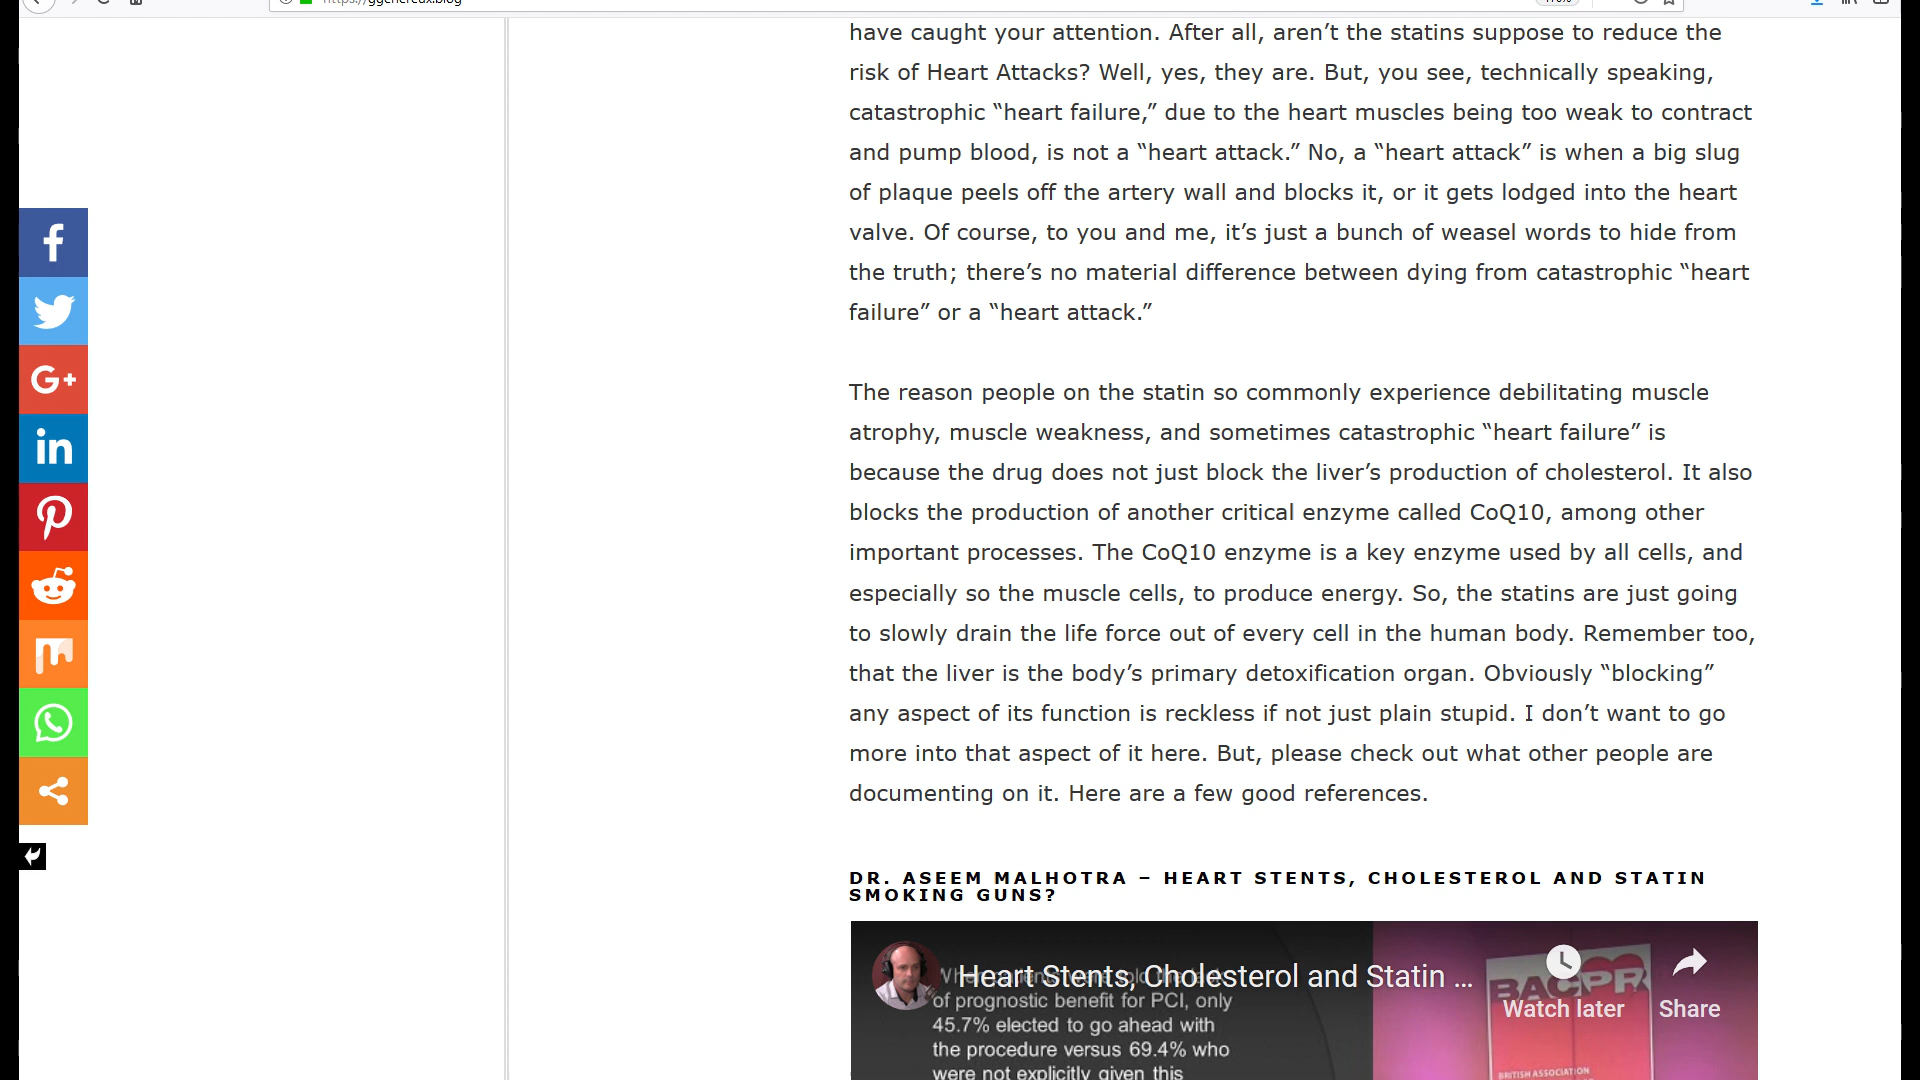 have caught your attention. After all, aren’t the statins suppose to reduce the
risk of Heart Attacks? Well, yes, they are. But, you see, technically speaking,
catastrophic “heart failure,” due to the heart muscles being too weak to contract
and pump blood, is not a “heart attack.” No, a “heart attack” is when a big slug
of plaque peels off the artery wall and blocks it, or it gets lodged into the heart
valve. Of course, to you and me, it’s just a bunch of weasel words to hide from
the truth; there’s no material difference between dying from catastrophic “heart
failure” or a “heart attack.”
The reason people on the statin so commonly experience debilitating muscle
atrophy, muscle weakness, and sometimes catastrophic “heart failure” is
because the drug does not just block the liver’s production of cholesterol. It also
blocks the production of another critical enzyme called CoQ10, among other
important processes. The CoQ10 enzyme is a key enzyme used by all cells, and
especially so the muscle cells, to produce energy. So, the statins are just going
to slowly drain the life force out of every cell in the human body. Remember too,
that the liver is the body’s primary detoxification organ. Obviously “blocking”
any aspect of its function is reckless if not just plain stupid. I don’t want to go
more into that aspect of it here. But, please check out what other people are
documenting on it. Here are a few good references.
DR. ASEEM MALHOTRA – HEART STENTS, CHOLESTEROL AND STATIN
SMOKING GUNS?
Heart Stents, Cholesterol and Statin ...
Watch later
Share
of prognostic benefit for PCI, only
45.7% elected to go ahead with
the procedure versus 69.4% who
were not explicitly given this
BACPR
BRITISH ASSOCIATION